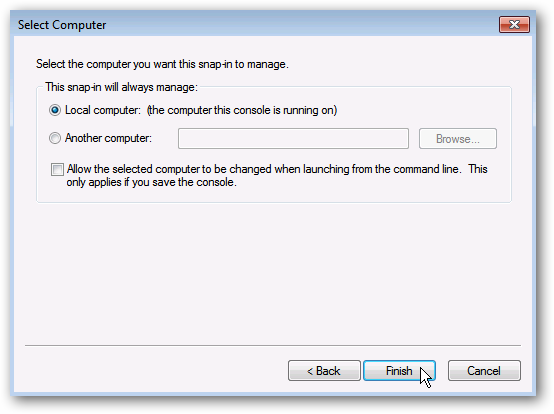 Select Computer
Select the computer you want this snap-in to manage.
This snap-in will always manage:
Local computer: (the computer this console is running on)
Another computer:
Browse...
Allow the selected computer to be changed when launching from the command line. This
only applies if you save the console.
< Back
Finish
Cancel